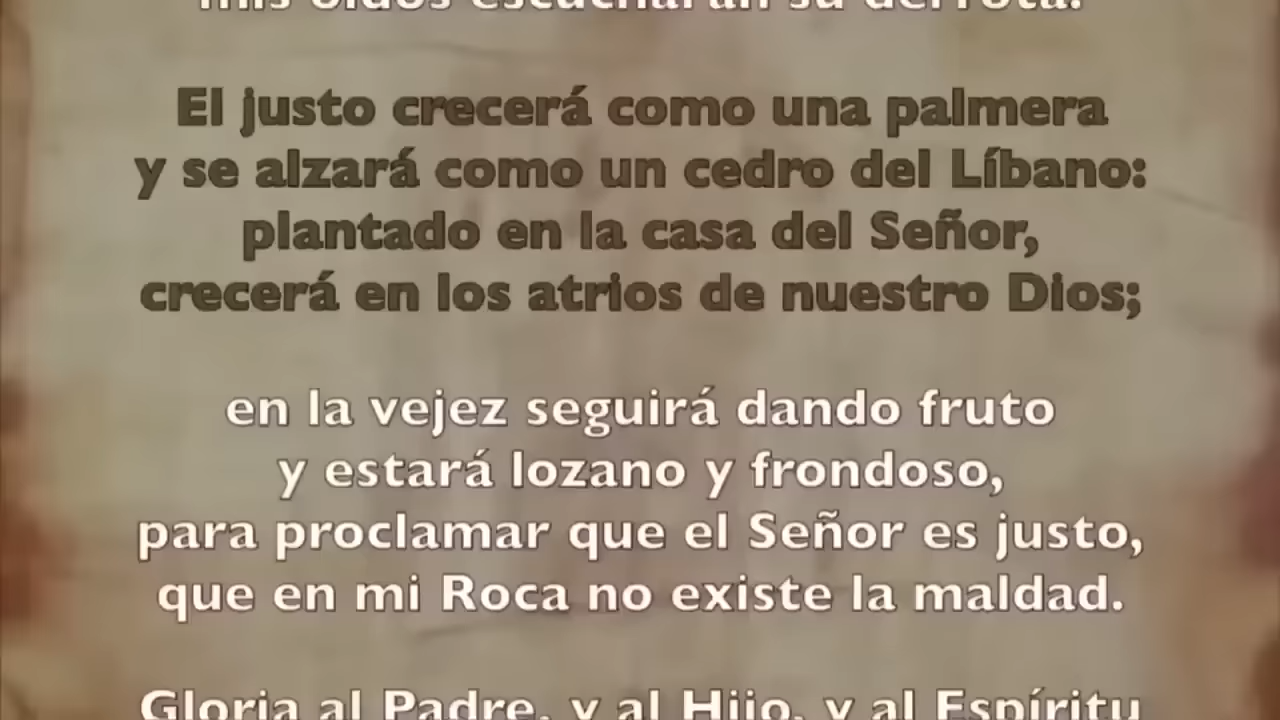 mis oídos escucharán su derrota.
El justo crecerá como una palmera
y se alzará como un cedro del Líbano:
plantado en la casa del Señor,
crecerá en los atrios de nuestro Dios;
en la vejez seguirá dando fruto
y estará lozano y frondoso,
para proclamar que el Señor es justo,
que en mi Roca no existe la maldad.
Gloria al Padre, y al Hijo, y al Espíritu